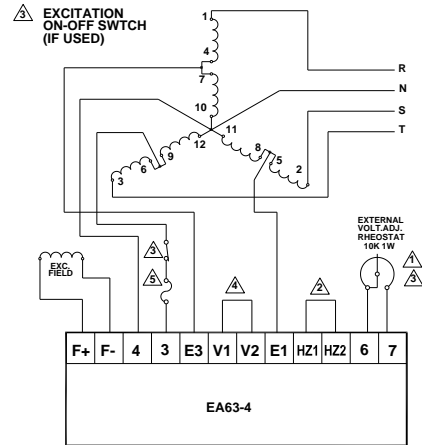 3 EXCITATION
ON-OFF SWTCH
(IF USED)
1
4
7
10
R
N
S
T
11
12
9
6
3
8
5
2
EXTERNAL
VOLT.ADJ.
RHEOSTAT
10K 1W
1
3
EXC.
FIELD
3
5
4
2
F+ F- 4 3 E3 V1 V2 E1 HZ1 HZ2 6 7
EA63-4